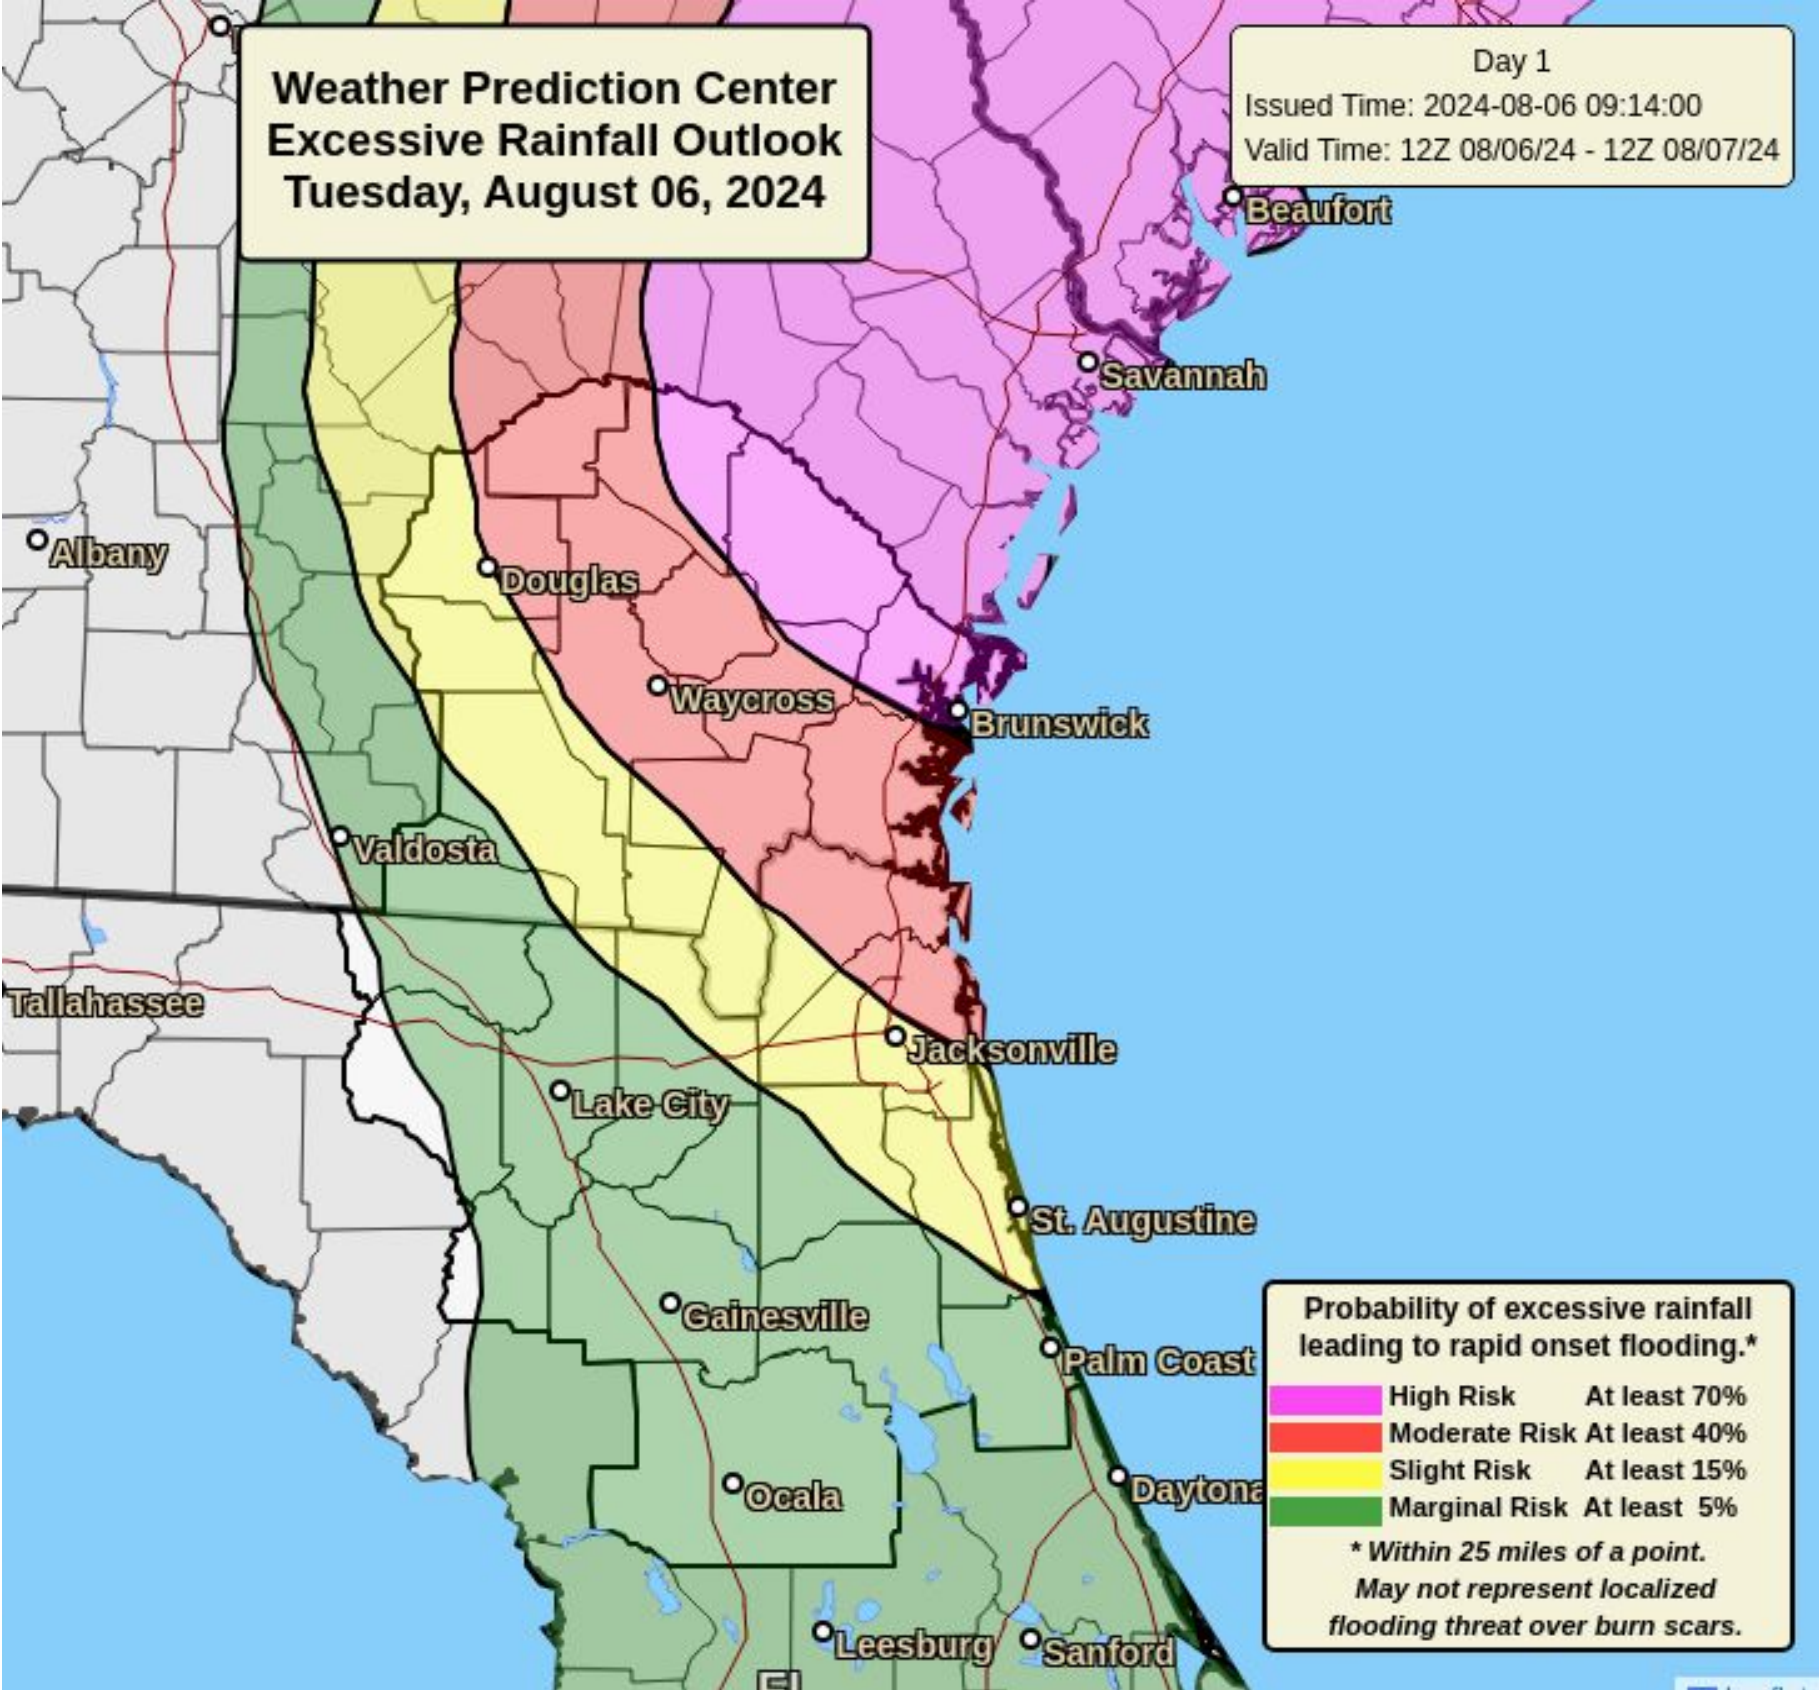 Weather Prediction Center
Excessive Rainfall Outlook
Tuesday, August 06, 2024
Day 1
Issued Time: 2024-08-06 09:14:00
Valid Time: 12Z 08/06/24 - 12Z 08/07/24
Beaufort
Savannah
Albany
Douglas
Waycross
Brunswick
Valdosta
Tallahassee
Jacksonville
Lake City
St. Augustine
Gainesville
Palm Coast
Ocala
Daytona
Leesburg
Sanford
Probability of excessive rainfall
leading to rapid onset flooding.*
High Risk At least 70%
Moderate Risk At least 40%
Slight Risk At least 15%
Marginal Risk At least 5%
* Within 25 miles of a point.
May not represent localized
flooding threat over burn scars.